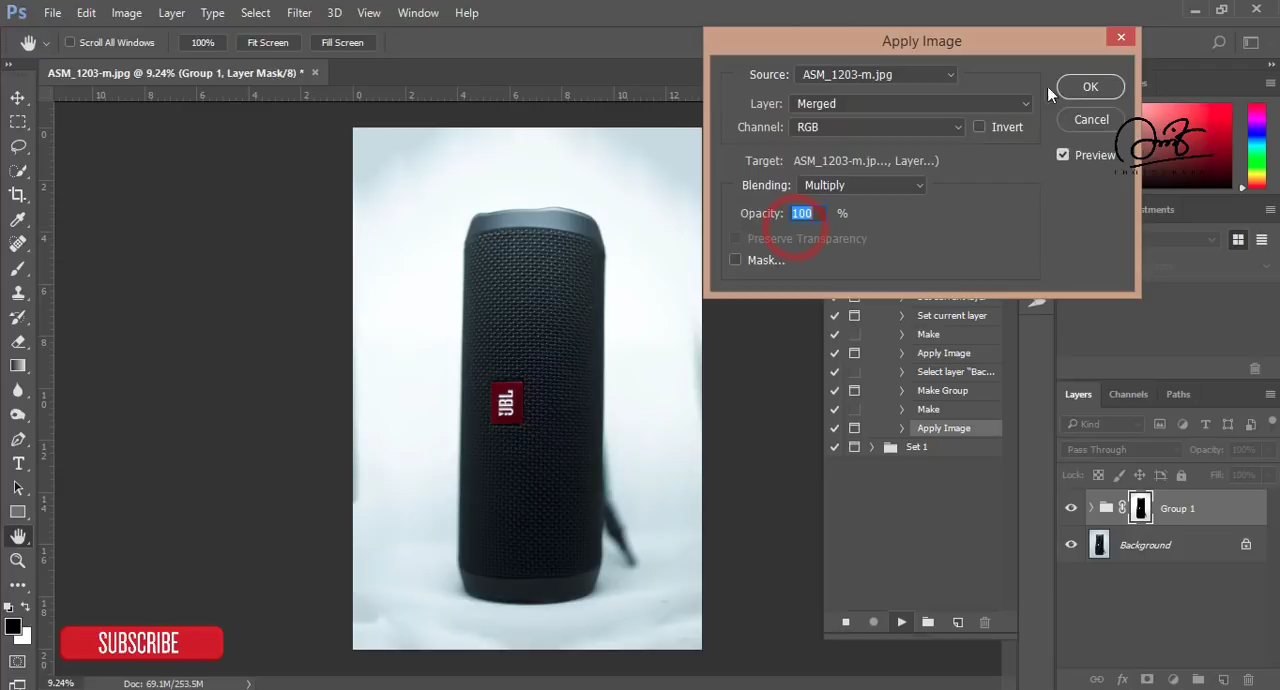 Ps File Edit Image Layer Type Select Filter 3D View Window Help
Scroll All Windows 100% Fit Screen Fill Screen
ASM_1203-m.jpg @ 9.24% (Group 1, Layer Mask/8) * ×
Apply Image
Source: ASM_1203-m.jpg
OK
Layer: Merged
Channel: RGB Invert
Cancel
Target: ASM_1203-m.jp..., Layer...)
Preview
Blending: Multiply
Opacity: 100 %
Preserve Transparency
Mask...
Set current layer
Make
Apply Image
Select layer "Bac...
Make Group
Make
Apply Image
Set 1
Layers Channels Paths
Kind
Pass Through Opacity: 100%
Lock: Fill: 100%
Group 1
Background
JBL
SUBSCRIBE
9.24% Doc: 69.1M/253.5M